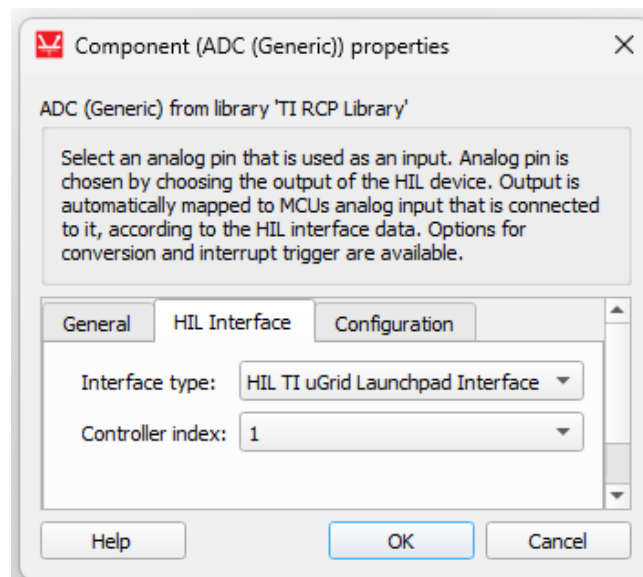 Component (ADC (Generic)) properties
ADC (Generic) from library 'TI RCP Library'
Select an analog pin that is used as an input. Analog pin is
chosen by choosing the output of the HIL device. Output is
automatically mapped to MCUs analog input that is connected
to it, according to the HIL interface data. Options for
conversion and interrupt trigger are available.
General HIL Interface Configuration
Interface type: HIL TI uGrid Launchpad Interface
Controller index: 1
Help OK Cancel